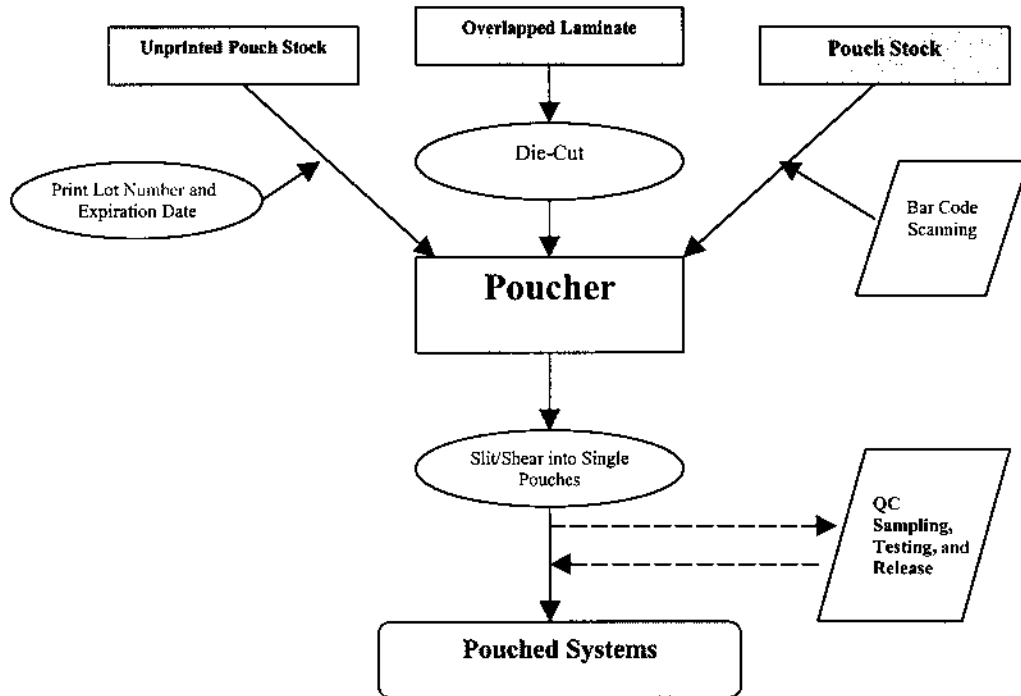 Unprinted Pouch Stock
Overlapped Laminate
Pouch Stock
Die-Cut
Print Lot Number and
Expiration Date
Bar Code
Scanning
Poucher
Slit/Shear into Single
Pouches
QC
Sampling,
Testing, and
Release
Pouched Systems